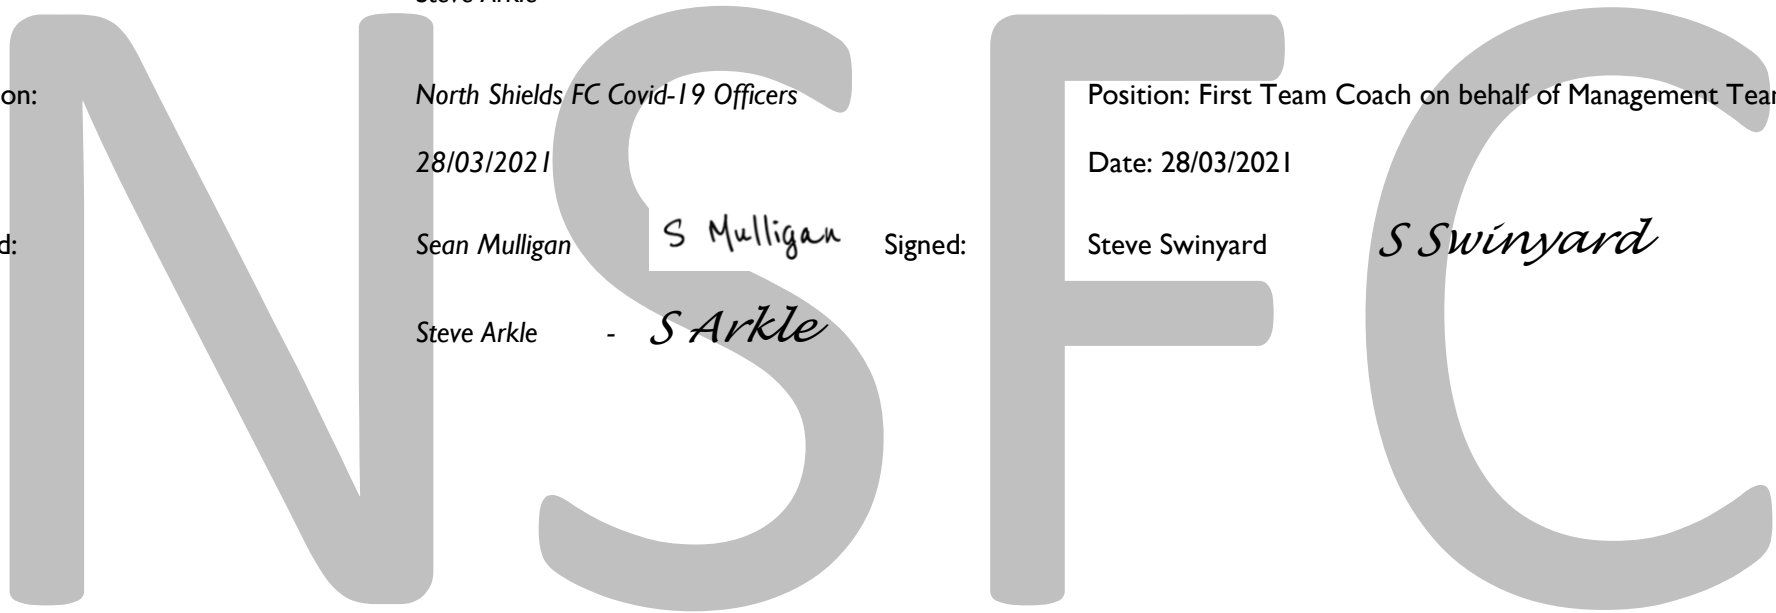 Steve Arkle
on: North Shields FC Covid-19 Officers Position: First Team Coach on behalf of Management Tea
28/03/2021 Date: 28/03/2021
d: Sean Mulligan S Mulligan Signed: Steve Swinyard S Swinyard
Steve Arkle - S Arkle
NSFC